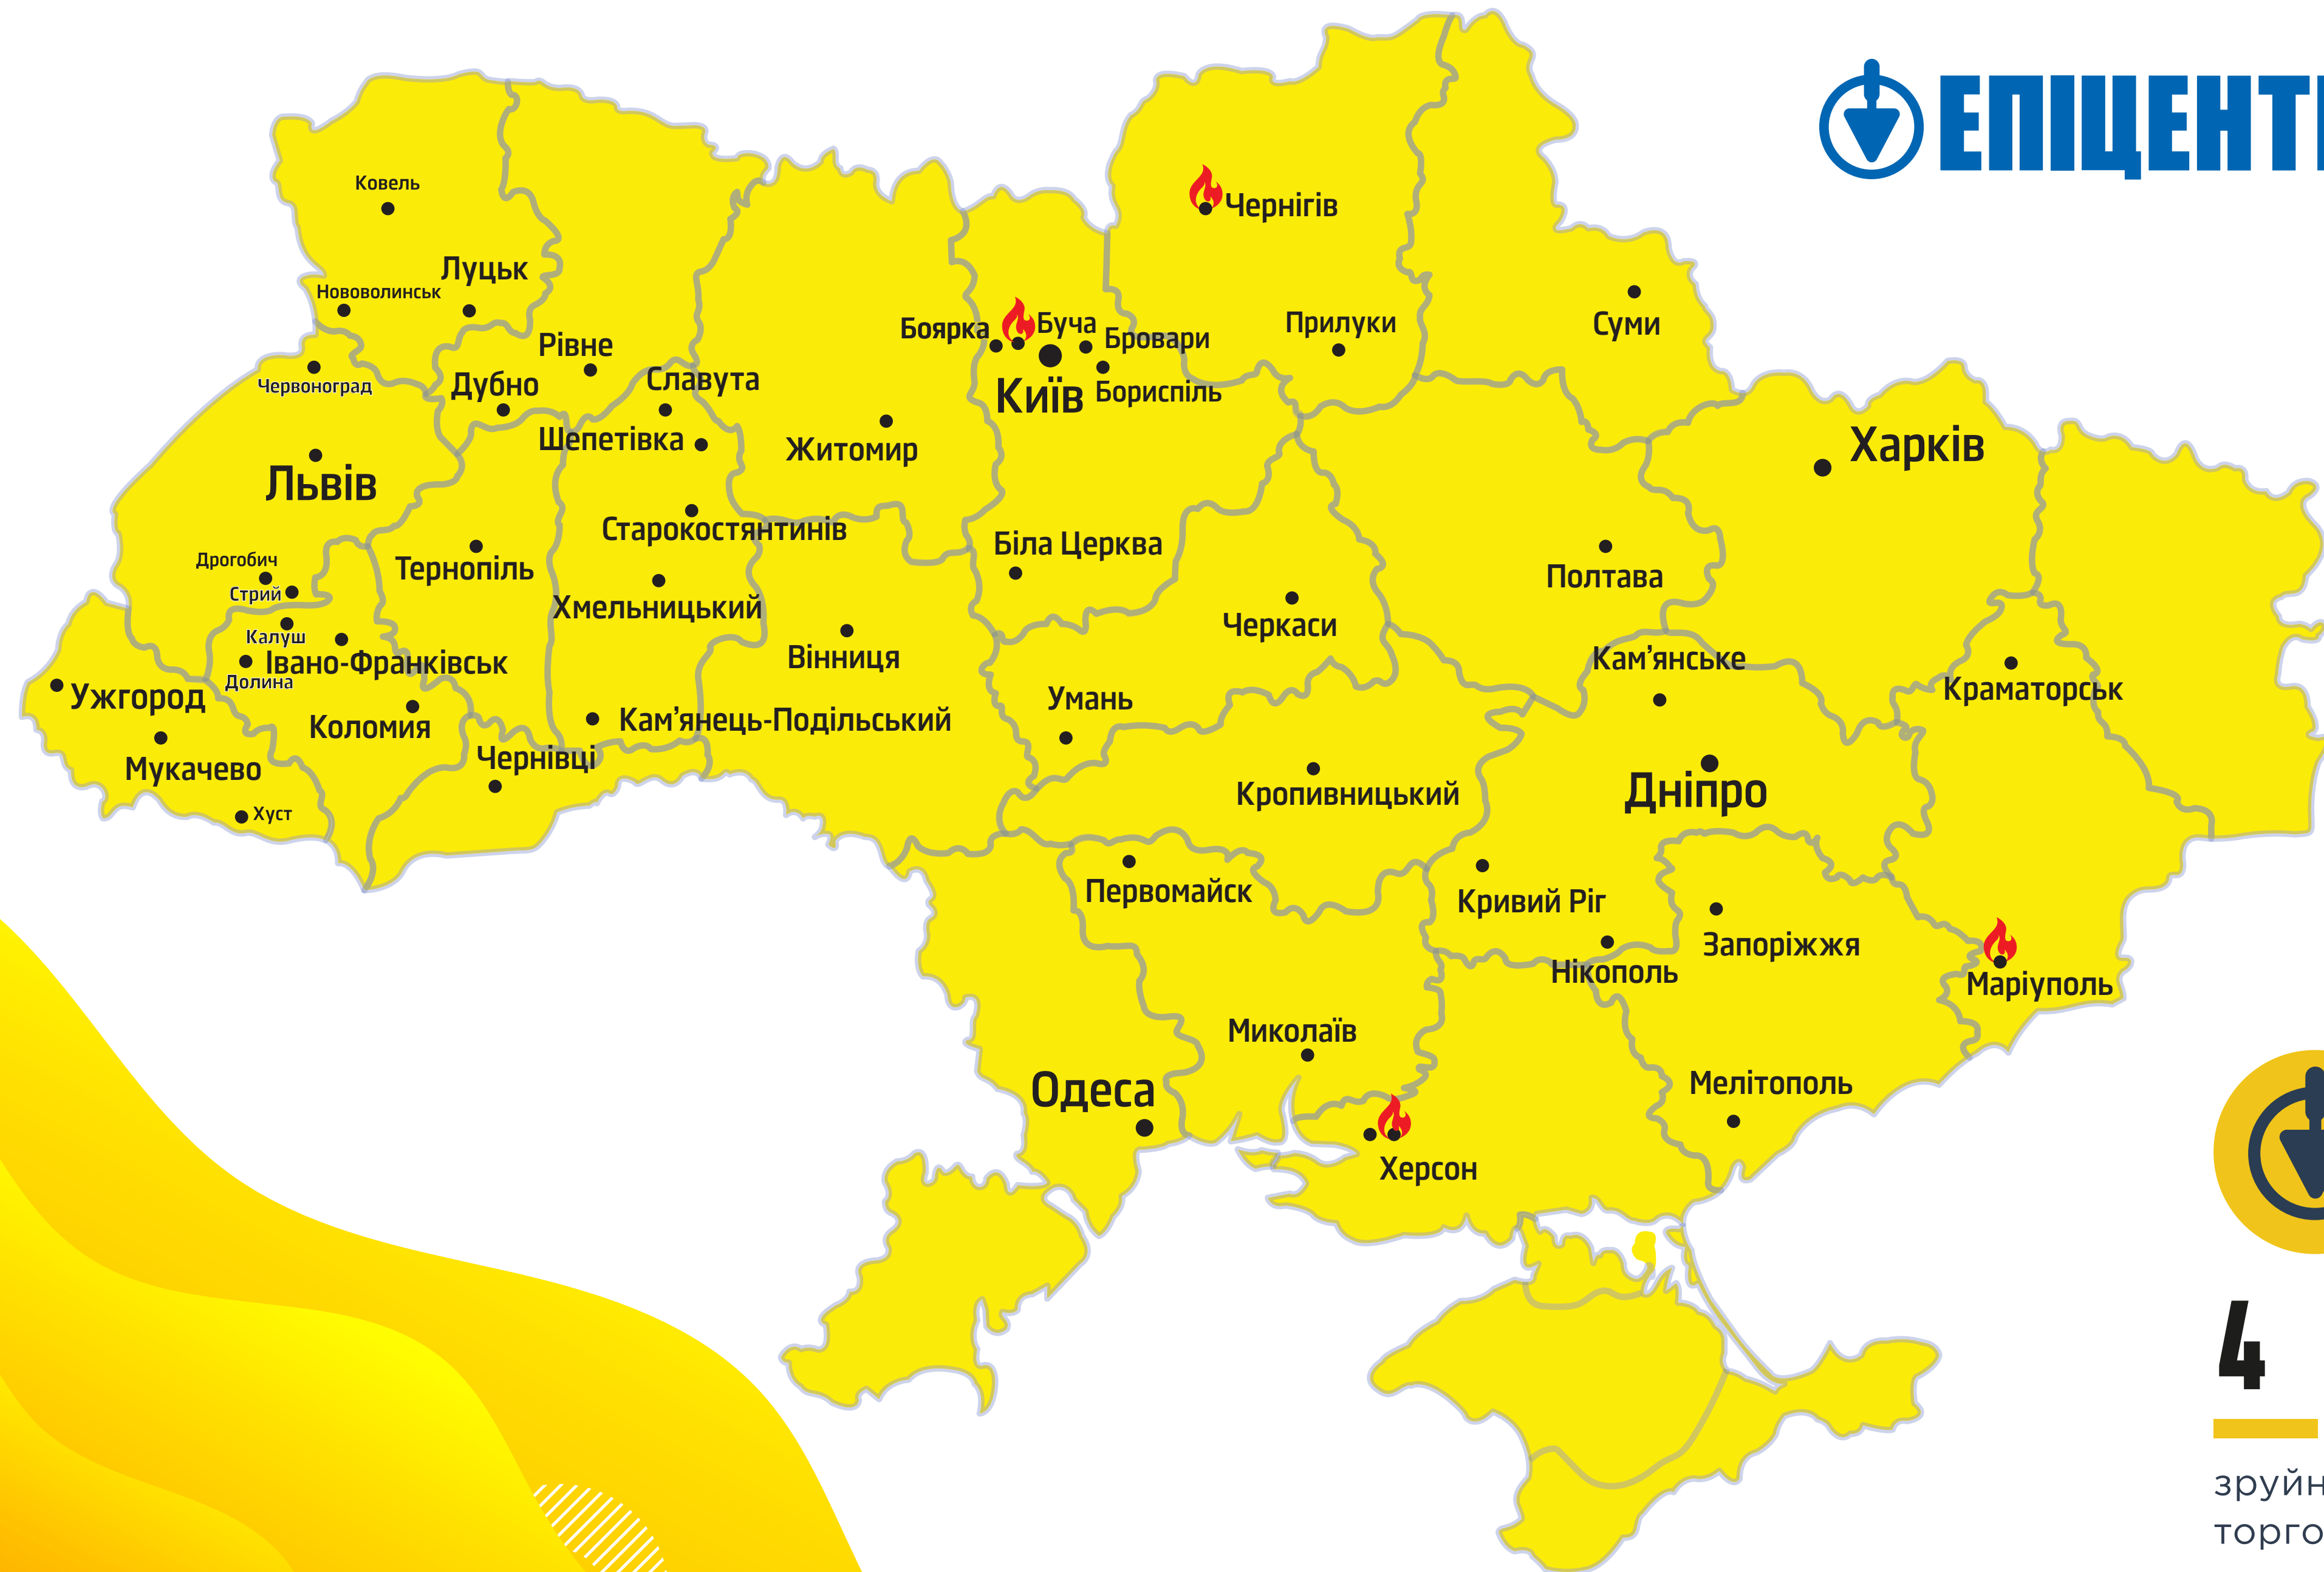 ЕПІЦЕНТ
Чернігів
Ковель
Луцьк
Нововолинськ
Рівне
Боярка
Буча
Бровари
Прилуки
Суми
Червоноград
Дубно
Славута
Київ
Бориспіль
Шепетівка
Житомир
Харків
Львів
Старокостянтинів
Біла Церква
Дрогобич
Тернопіль
Полтава
Стрий
Хмельницький
Черкаси
Калуш
Івано-Франківськ
Вінниця
Кам'янське
Долина
Ужгород
Умань
Краматорськ
Коломия
Кам'янець-Подільський
Чернівці
Мукачево
Кропивницький
Дніпро
Хуст
Первомайск
Кривий Ріг
Запоріжжя
Нікополь
Маріуполь
Миколаїв
Одеса
Мелітополь
Херсон
4
зруйн
торго